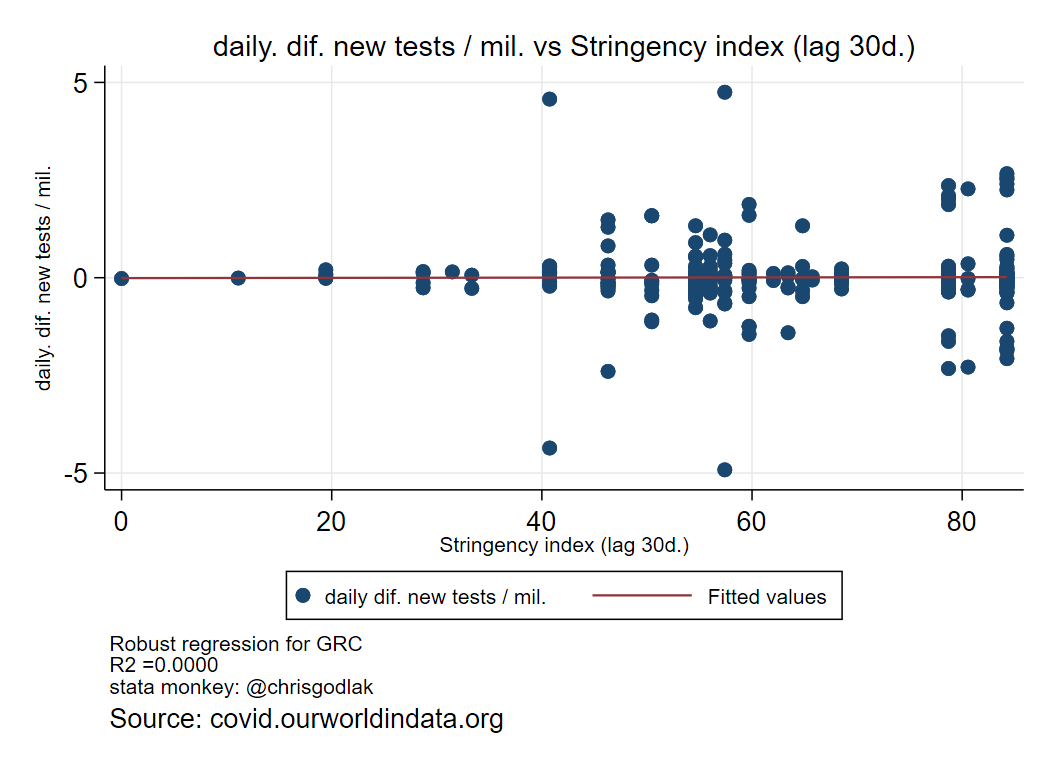 daily. dif. new tests / mil. vs Stringency index (lag 30d.)
daily. dif. new tests / mil.
5
0
-5
0 20 40 60 80
Stringency index (lag 30d.)
daily dif. new tests / mil. Fitted values
Robust regression for GRC
R2 =0.0000
stata monkey: @chrisgodlak
Source: covid.ourworldindata.org